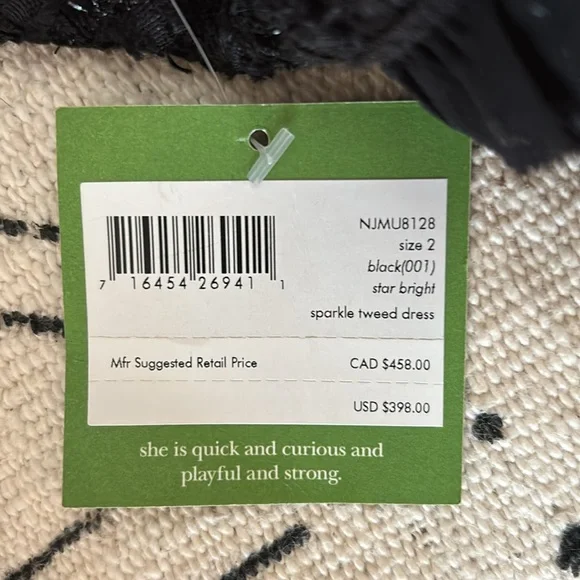 NJMU8128
size 2
black(001)
star bright
sparkle tweed dress
7 16454 26941 1
Mfr Suggested Retail Price CAD $458.00
USD $398.00
she is quick and curious and
playful and strong.